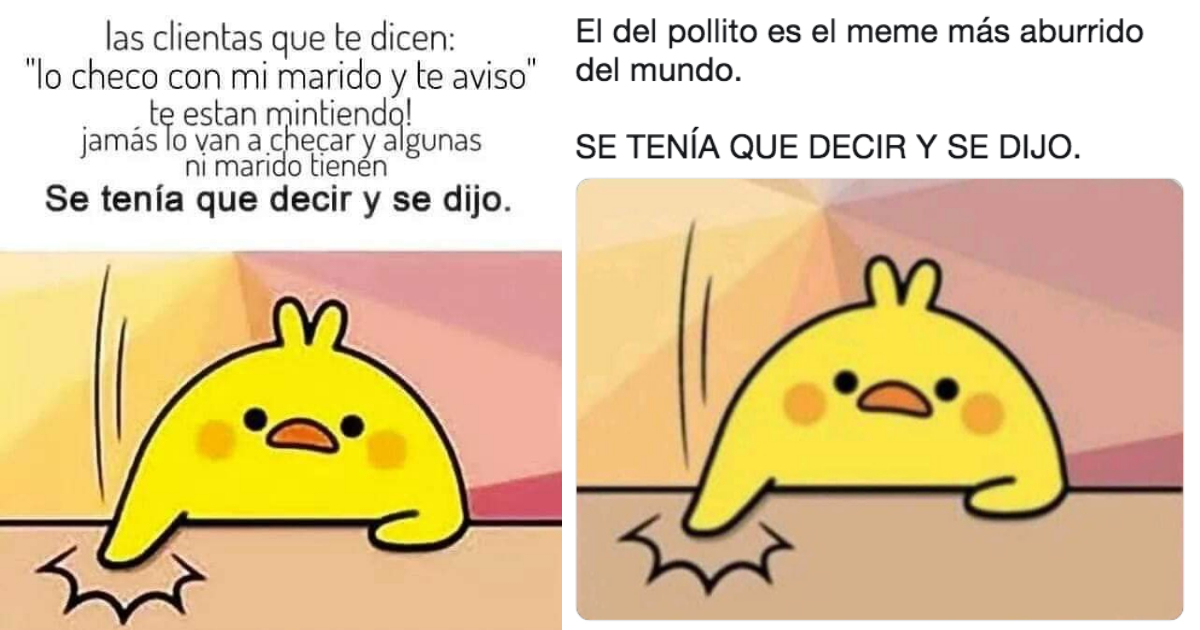 las clientas que te dicen:
"lo checo con mi marido y te aviso"
te estan mintiendo!
jamás lo van a checar y algunas
ni marido tienen
Se tenía que decir y se dijo.
El del pollito es el meme más aburrido
del mundo.
SE TENÍA QUE DECIR Y SE DIJO.